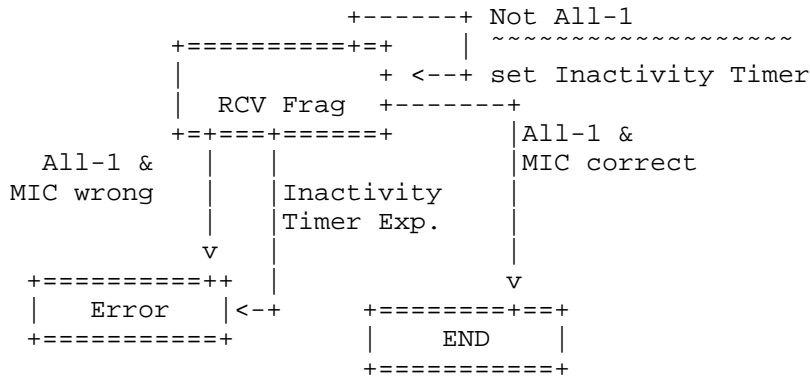 +------+ Not All-1
+==========+=+ | ~~~~~~~~~~~~~~~~~~~
| + <--+ set Inactivity Timer
| RCV Frag +-------+
+=+===+======+ |All-1 &
All-1 & | | |MIC correct
MIC wrong | |Inactivity |
| |Timer Exp. |
v | |
+==========++ | v
| Error |<-+ +========+==+
+===========+ | END |
+===========+